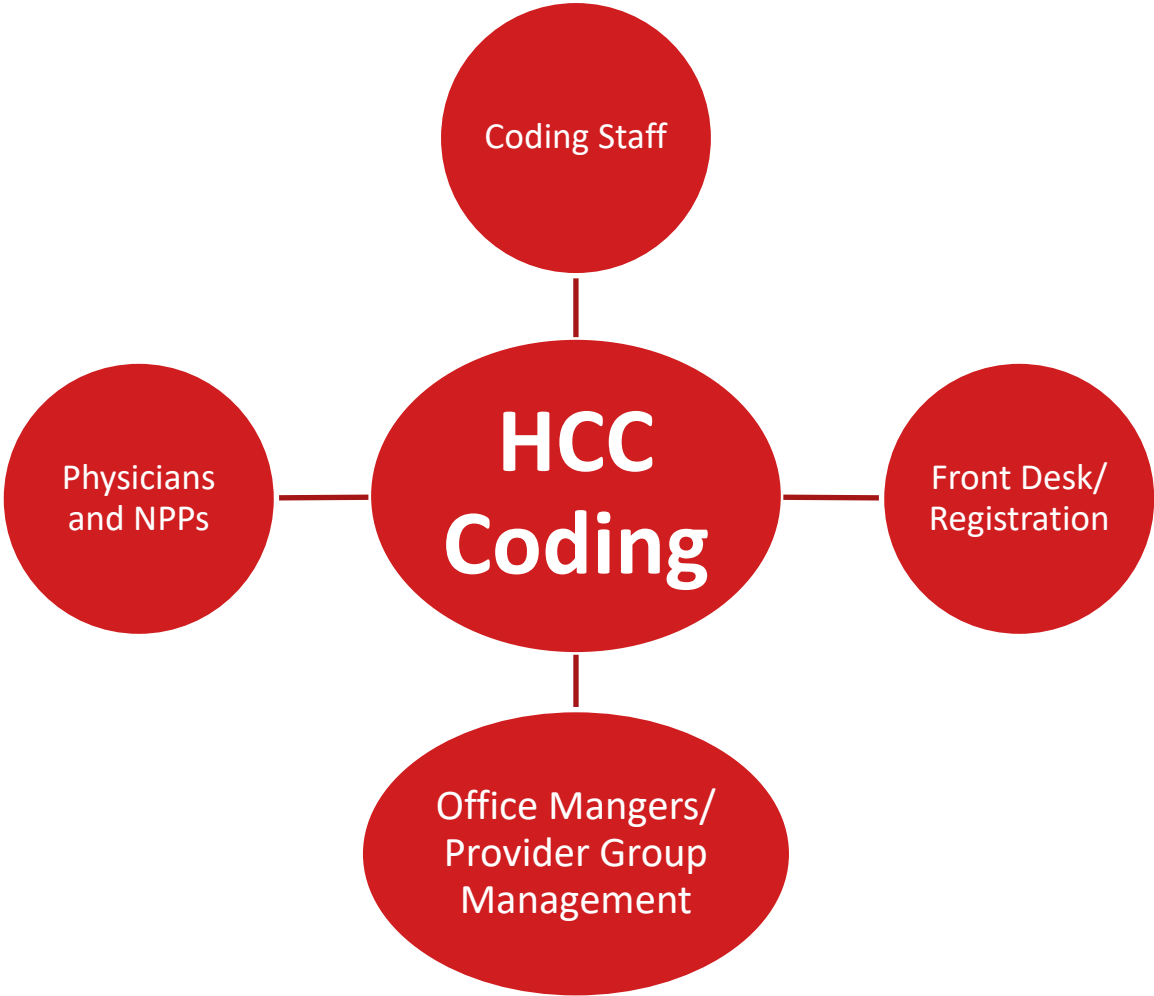 Coding Staff
Physicians
and NPPs
HCC
Coding
Front Desk/
Registration
Office Mangers/
Provider Group
Management